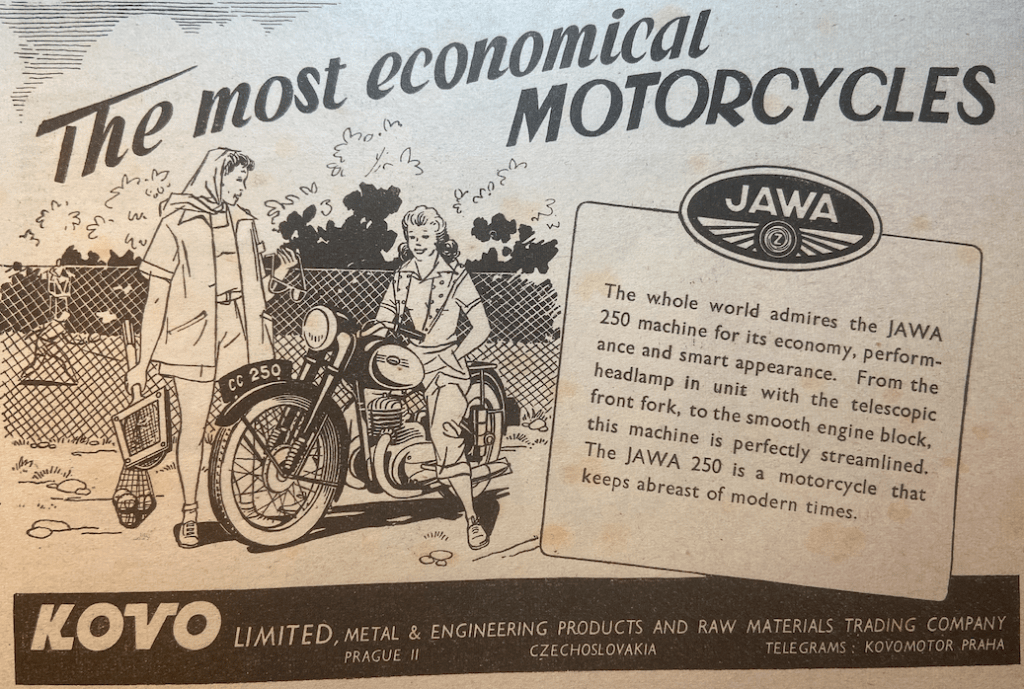 The most economical
MOTORCYCLES
JAWA
Z
The whole world admires the JAWA
250 machine for its economy, perform-
ance and smart appearance. From the
headlamp in unit with the telescopic
front fork, to the smooth engine block,
this machine is perfectly streamlined.
The JAWA 250 is a motorcycle that
keeps abreast of modern times.
CC 250
KOVO LIMITED, METAL & ENGINEERING PRODUCTS AND RAW MATERIALS TRADING COMPANY
PRAGUE II CZECHOSLOVAKIA TELEGRAMS: KOVOMOTOR PRAHA